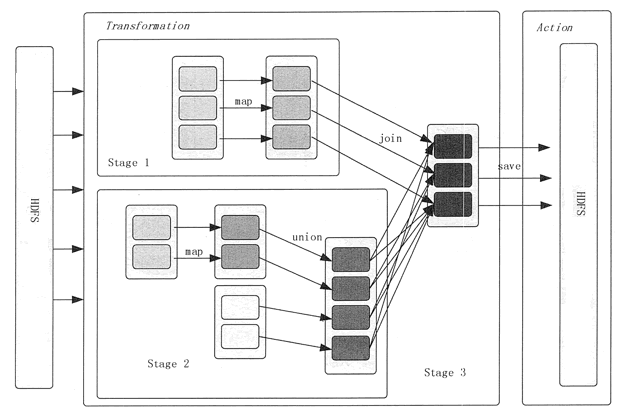 Transformation
Action
map
Stage 1
join
HDFS
save
HDFS
union
map
Stage 2
Stage 3